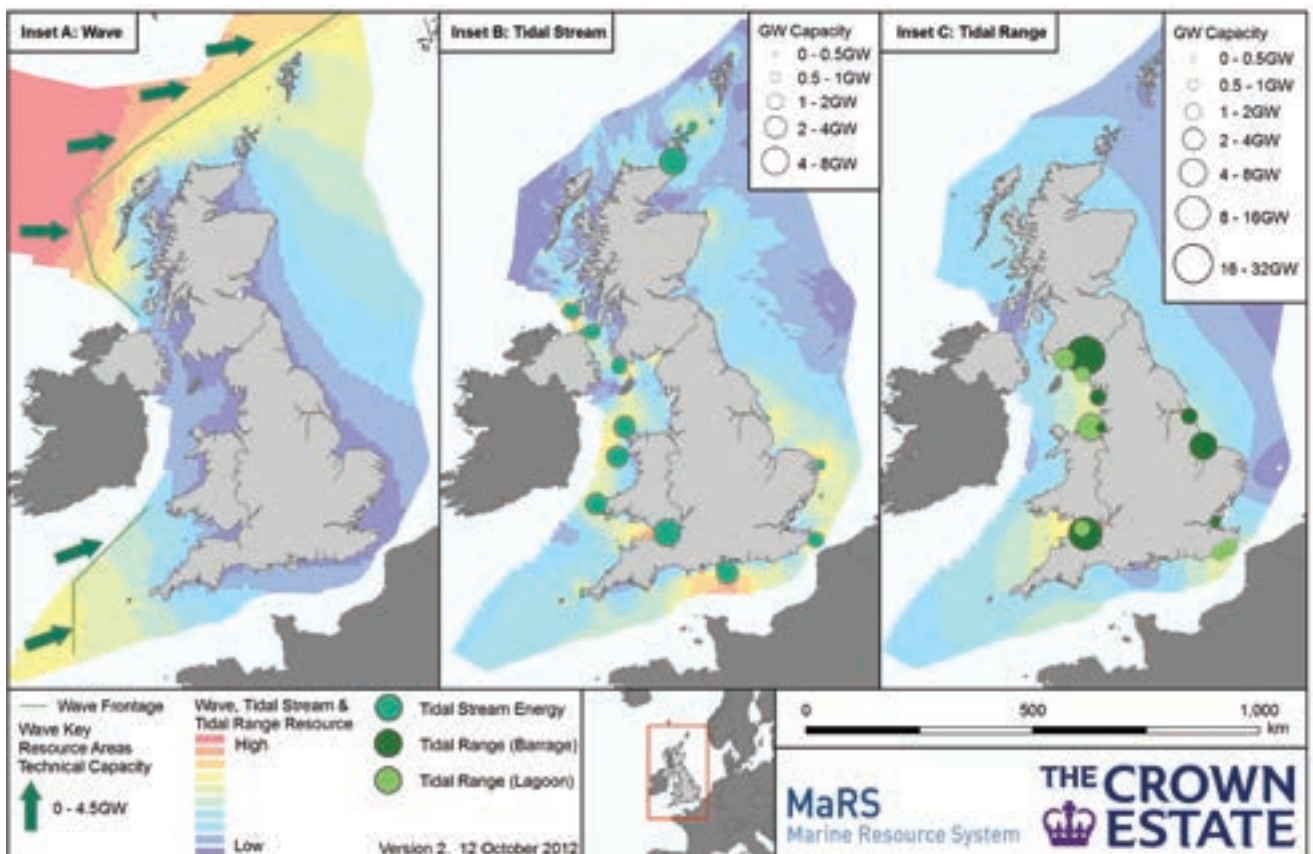 Inset A: Wave
Inset B: Tidal Stream
GW Capacity
0 - 0.5GW
0.5 - 1GW
1 - 2GW
2 - 4GW
4 - 8GW
Inset C: Tidal Range
GW Capacity
0 - 0.5GW
0.5 - 1GW
1 - 2GW
2 - 4GW
4 - 8GW
8 - 16GW
16 - 32GW
Wave Frontage
Wave Key
Resource Areas
Technical Capacity
0 - 4.5GW
Wave, Tidal Stream &
Tidal Range Resource
High
Low
Tidal Stream Energy
Tidal Range (Barrage)
Tidal Range (Lagoon)
Version 2, 12 October 2012
0 500 1,000
km
MaRS
Marine Resource System
THE CROWN
ESTATE